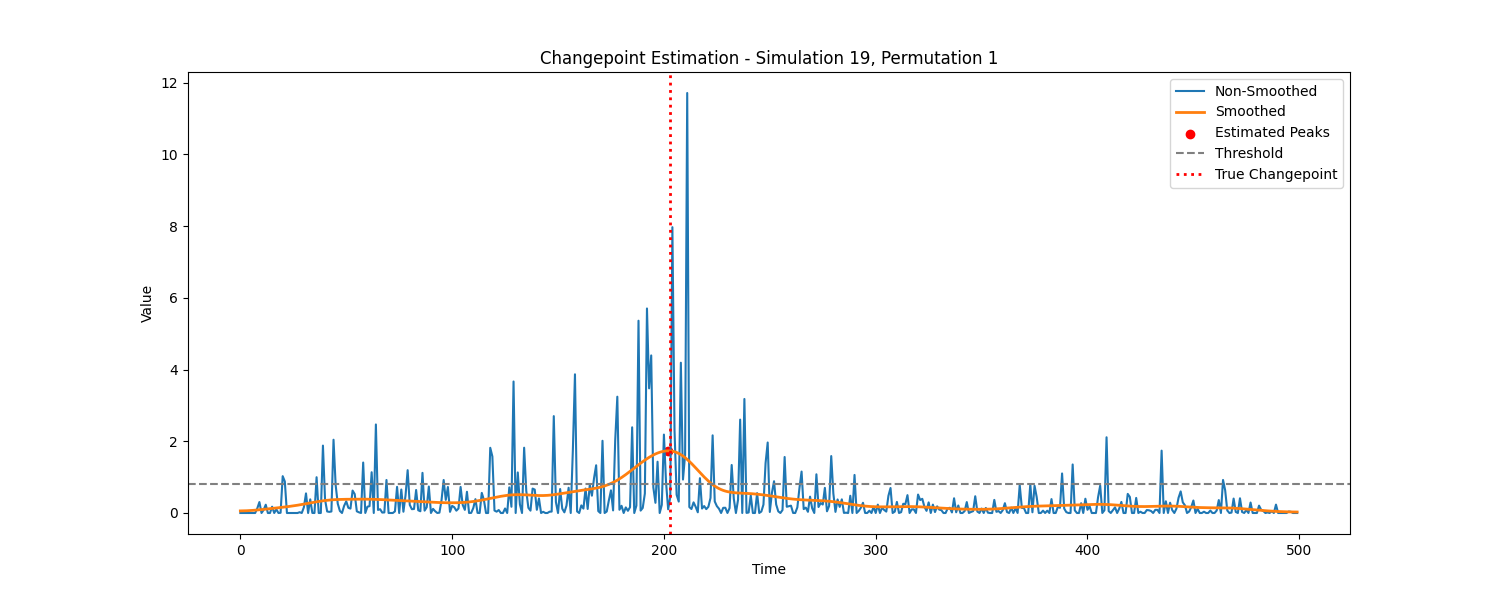 Changepoint Estimation - Simulation 19, Permutation 1
Non-Smoothed
Smoothed
Estimated Peaks
Threshold
True Changepoint
Value
12
10
8
6
4
2
0
0 100 200 300 400 500
Time